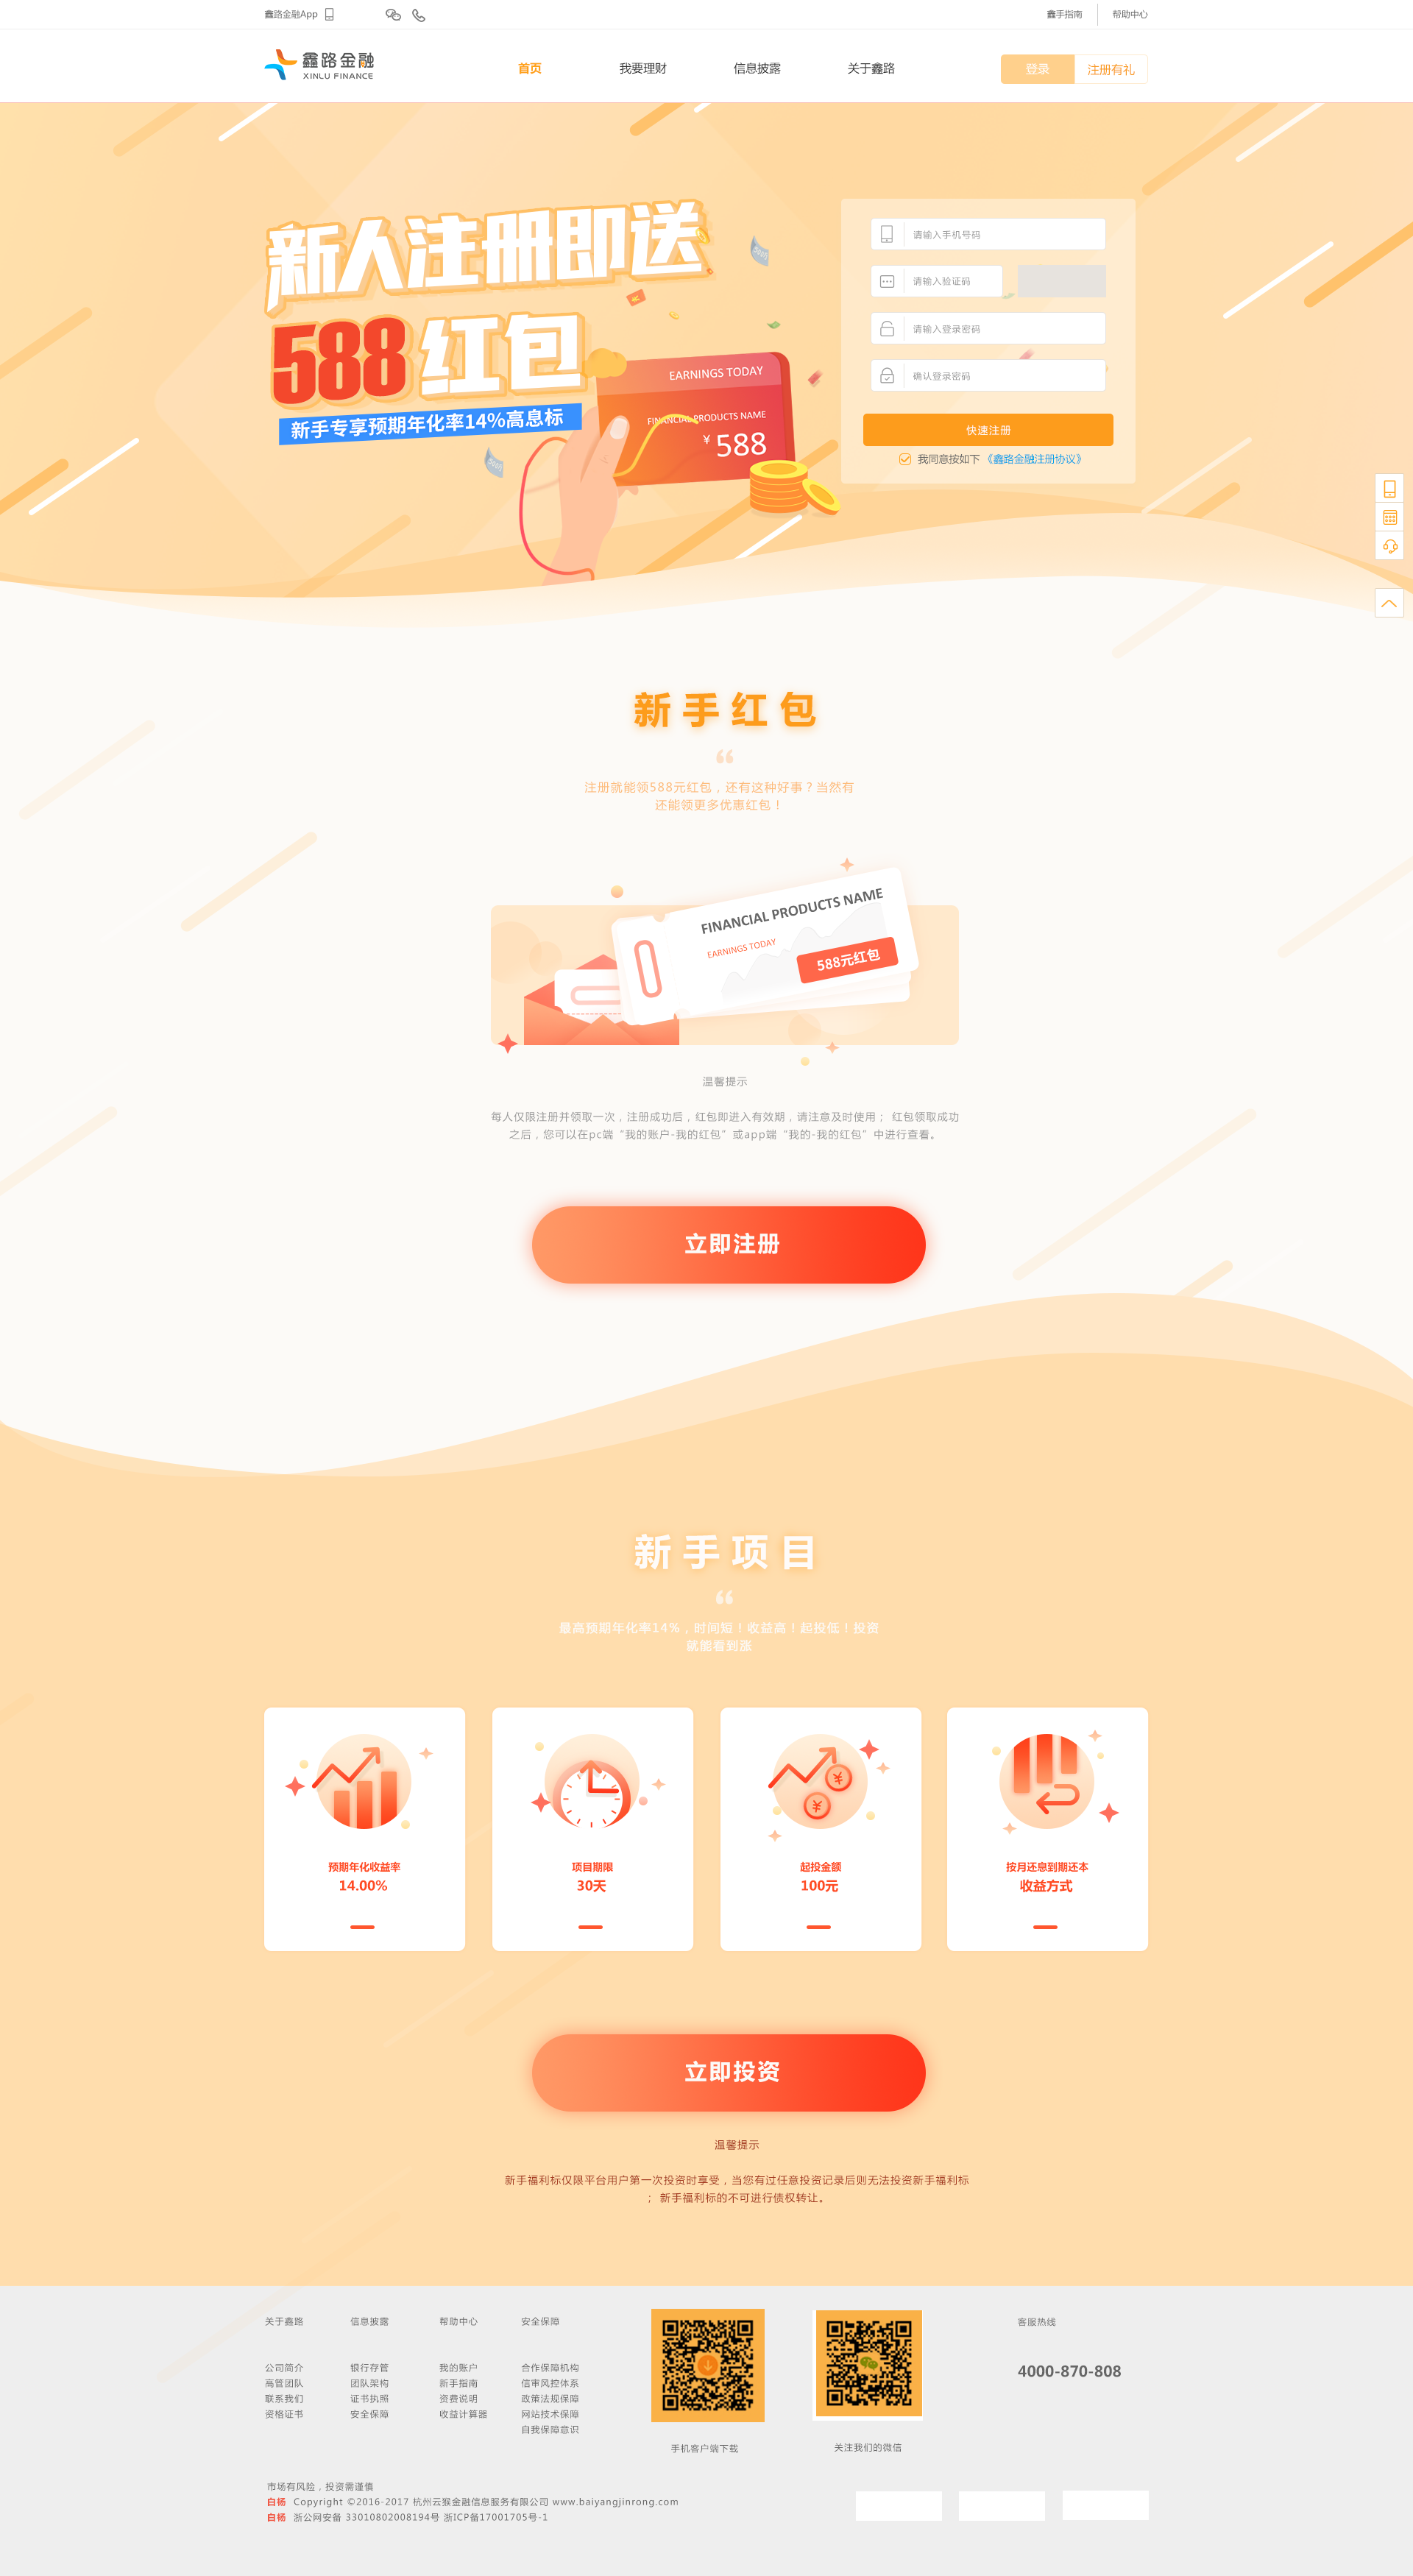 鑫路金融App
鑫手指南
帮助中心
鑫路金融
XINLU FINANCE
首页
我要理财
信息披露
关于鑫路
登录
注册有礼
新人注册即送
588红包
新手专享预期年化率14%高息标
EARNINGS TODAY
FINANCIAL PRODUCTS NAME
¥ 588
请输入手机号码
请输入验证码
请输入登录密码
确认登录密码
快速注册
我同意按如下《鑫路金融注册协议》
新手红包
注册就能领588元红包，还有这种好事？当然有
还能领更多优惠红包！
FINANCIAL PRODUCTS NAME
EARNINGS TODAY
588元红包
温馨提示
每人仅限注册并领取一次，注册成功后，红包即进入有效期，请注意及时使用； 红包领取成功
之后，您可以在pc端“我的账户-我的红包”或app端“我的-我的红包”中进行查看。
立即注册
新手项目
最高预期年化率14%，时间短！收益高！起投低！投资
就能看到涨
预期年化收益率
14.00%
项目期限
30天
起投金额
100元
按月还息到期还本
收益方式
立即投资
温馨提示
新手福利标仅限平台用户第一次投资时享受，当您有过任意投资记录后则无法投资新手福利标
； 新手福利标的不可进行债权转让。
关于鑫路
公司简介
高管团队
联系我们
资格证书
信息披露
银行存管
团队架构
证书执照
安全保障
帮助中心
我的账户
新手指南
资费说明
收益计算器
安全保障
合作保障机构
信审风控体系
政策法规保障
网站技术保障
自我保障意识
手机客户端下载
关注我们的微信
客服热线
4000-870-808
市场有风险，投资需谨慎
白杨 Copyright ©2016-2017 杭州云猴金融信息服务有限公司 www.baiyangjinrong.com
白杨 浙公网安备 33010802008194号 浙ICP备17001705号-1